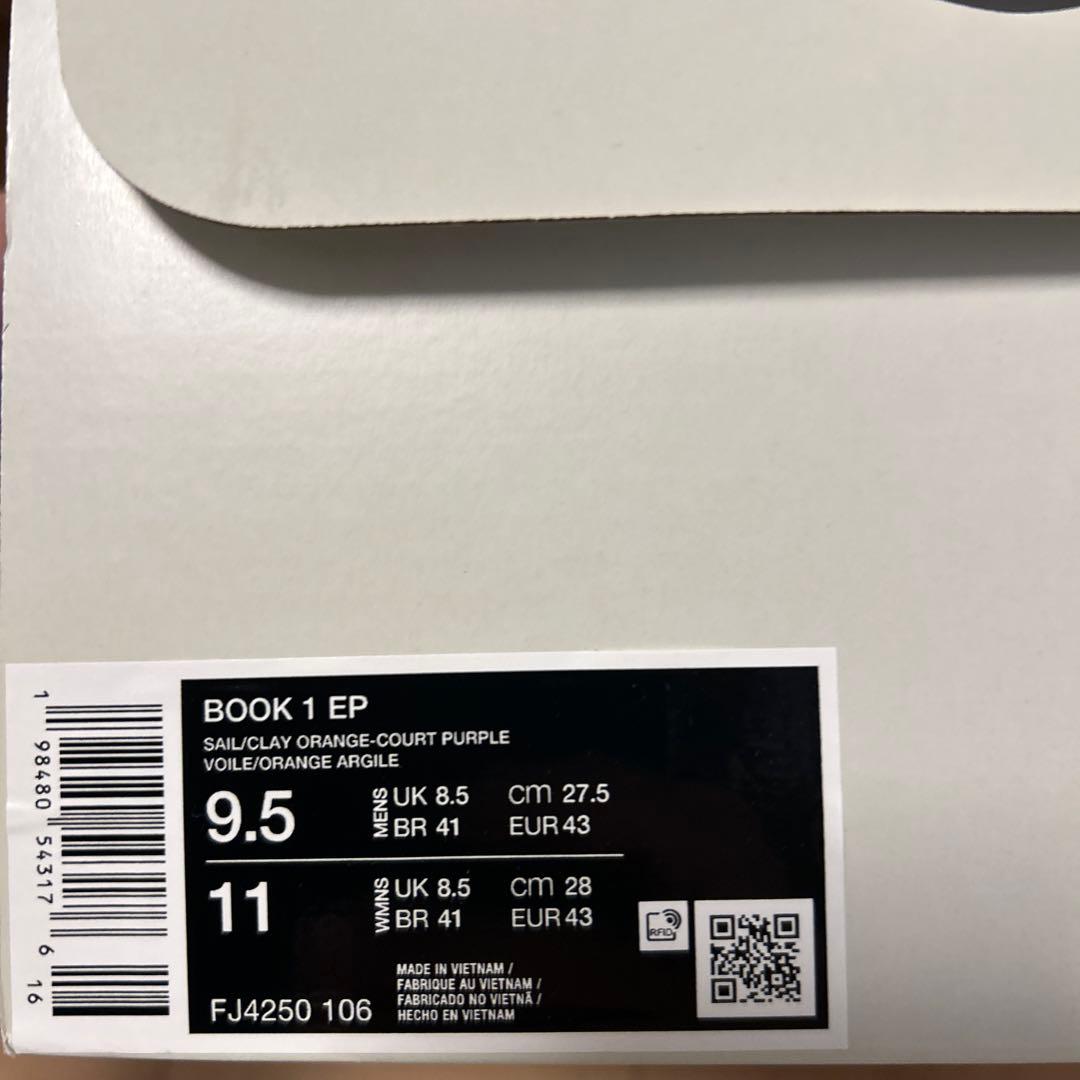 BOOK 1 EP
SAIL/CLAY ORANGE-COURT PURPLE
VOILE/ORANGE ARGILE
9.5 MENS UK 8.5 cm 27.5
BR 41 EUR 43
11 WMNS UK 8.5 cm 28
BR 41 EUR 43
RFID
MADE IN VIETNAM /
FABRIQUE AU VIETNAM /
FABRICADO NO VIETNÃ /
HECHO EN VIETNAM
FJ4250 106
1 98480 54317 6 16